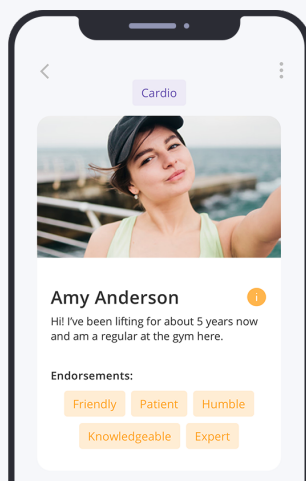 Cardio
Amy Anderson
Hi! I've been lifting for about 5 years now
and am a regular at the gym here.
Endorsements:
Friendly Patient Humble
Knowledgeable Expert